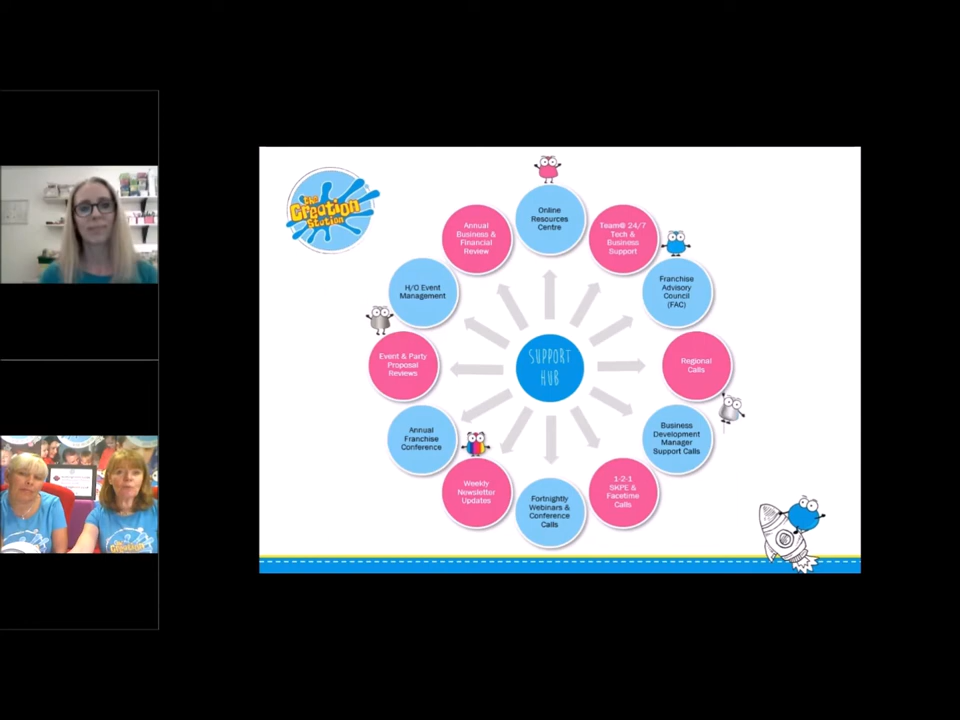 the
Creation
Station
Online
Resources
Centre
Team@ 24/7
Tech &
Business
Support
Franchise
Advisory
Council
(FAC)
Regional
Calls
Business
Development
Manager
Support Calls
1-2-1
SKPE &
Facetime
Calls
Fortnightly
Webinars &
Conference
Calls
Weekly
Newsletter
Updates
Annual
Franchise
Conference
Event & Party
Proposal
Reviews
H/O Event
Management
Annual
Business &
Financial
Review
SUPPORT
HUB